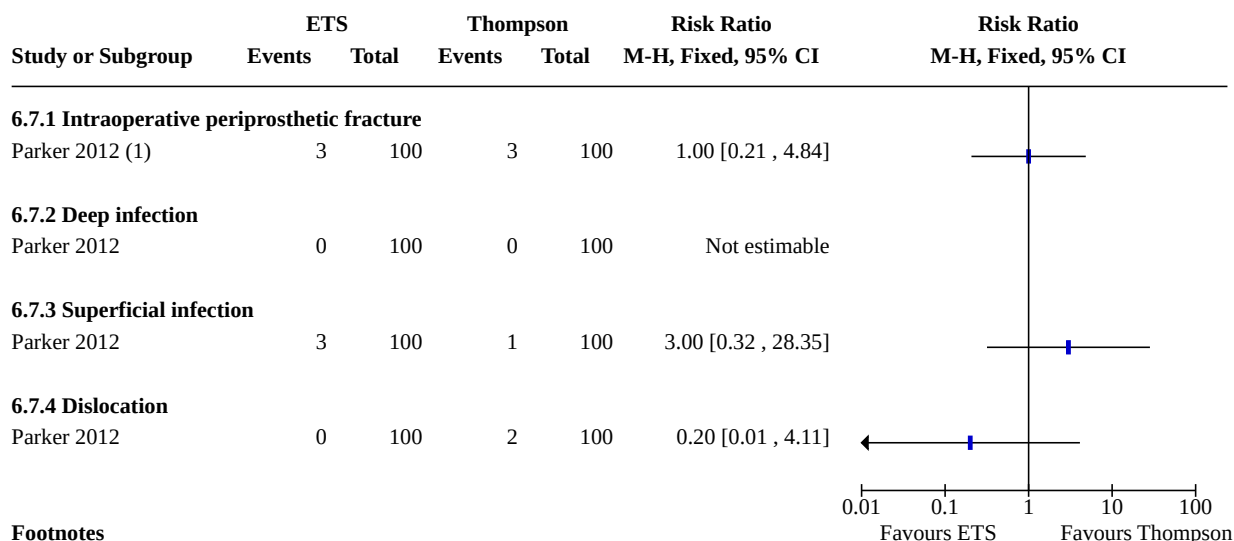 ETS Thompson Risk Ratio Risk Ratio
Study or Subgroup Events Total Events Total M-H, Fixed, 95% CI M-H, Fixed, 95% CI
6.7.1 Intraoperative periprosthetic fracture
Parker 2012 (1) 3 100 3 100 1.00 [0.21 , 4.84]
6.7.2 Deep infection
Parker 2012 0 100 0 100 Not estimable
6.7.3 Superficial infection
Parker 2012 3 100 1 100 3.00 [0.32 , 28.35]
6.7.4 Dislocation
Parker 2012 0 100 2 100 0.20 [0.01 , 4.11]
0.01 0.1 1 10 100
Footnotes Favours ETS Favours Thompson